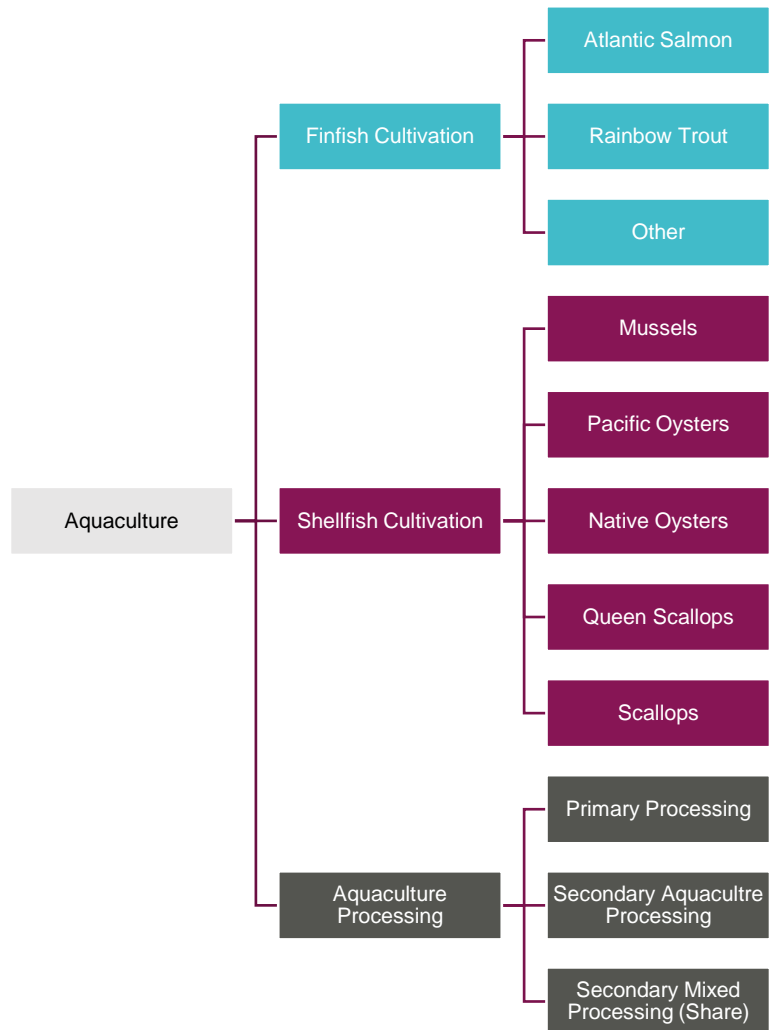 Atlantic Salmon
Finfish Cultivation
Rainbow Trout
Other
Mussels
Pacific Oysters
Aquaculture
Shellfish Cultivation
Native Oysters
Queen Scallops
Scallops
Primary Processing
Aquaculture
Processing
Secondary Aquacultre
Processing
Secondary Mixed
Processing (Share)